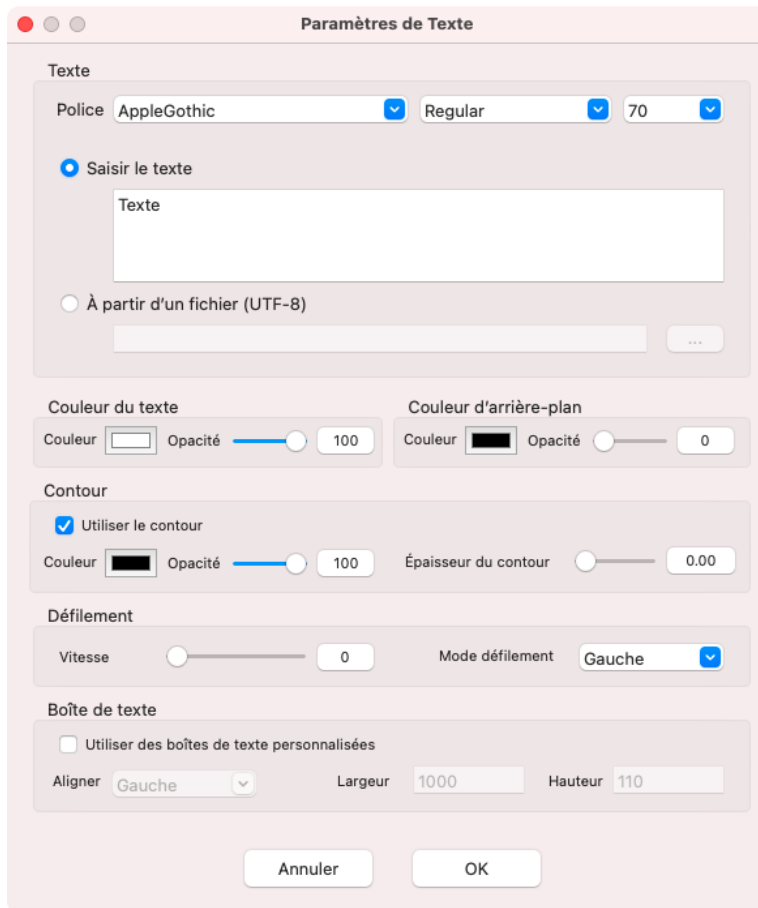 Paramètres de Texte
Texte
Police AppleGothic Regular 70
Saisir le texte
Texte
À partir d'un fichier (UTF-8)
...
Couleur du texte Couleur d'arrière-plan
Couleur Opacité 100 Couleur Opacité 0
Contour
Utiliser le contour
Couleur Opacité 100 Épaisseur du contour 0.00
Défilement
Vitesse 0 Mode défilement Gauche
Boîte de texte
Utiliser des boîtes de texte personnalisées
Aligner Gauche Largeur 1000 Hauteur 110
Annuler OK